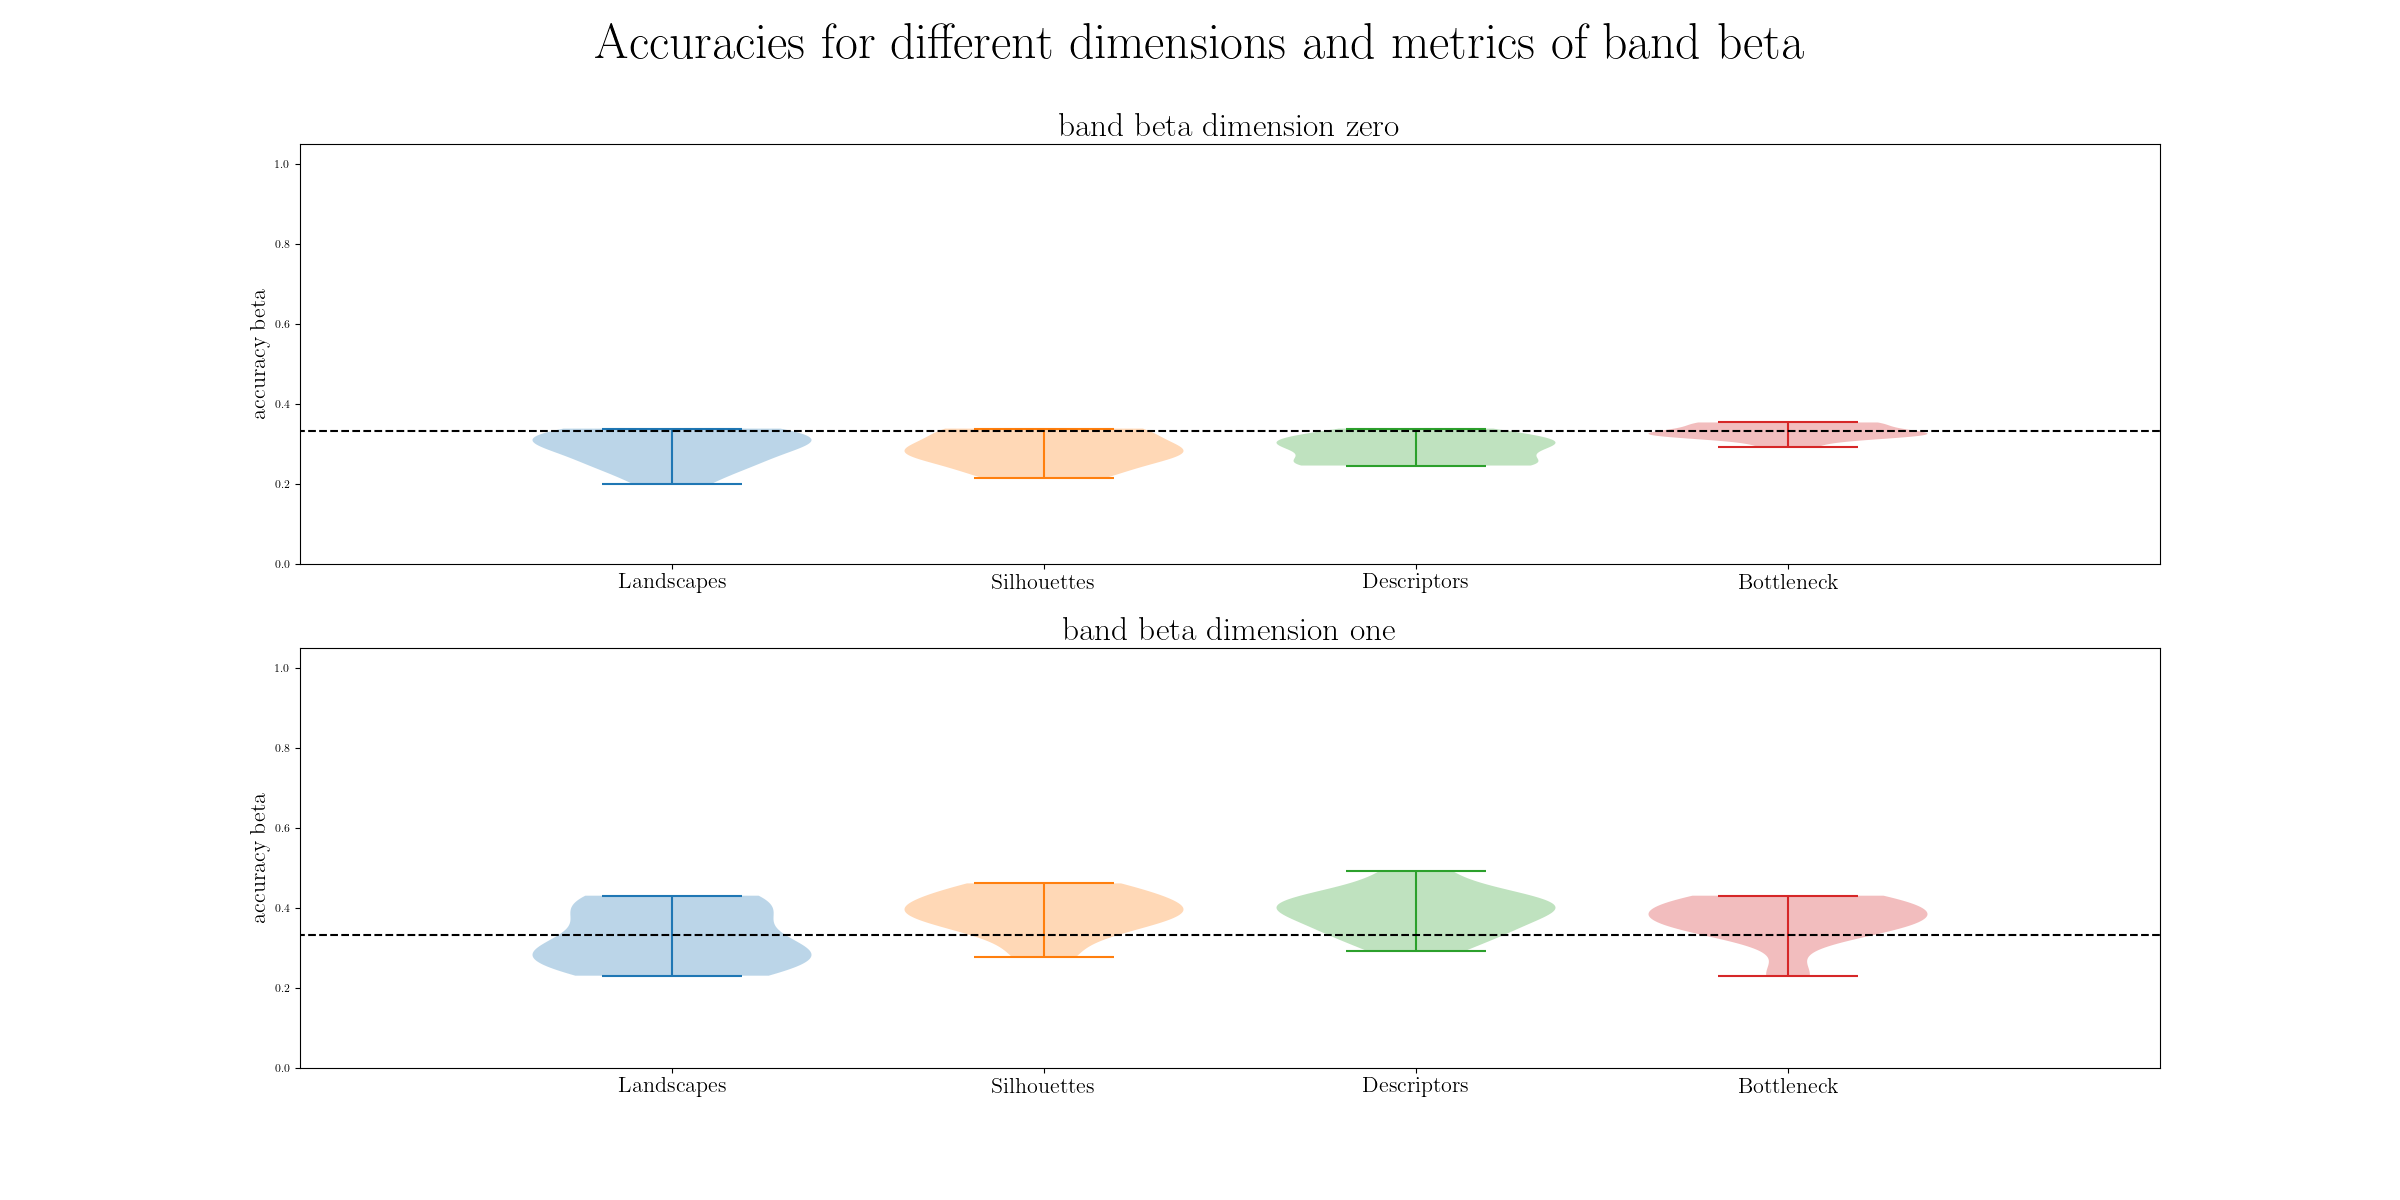 Accuracies for different dimensions and metrics of band beta
band beta dimension zero
accuracy beta
1.0
0.8
0.6
0.4
0.2
0.0
Landscapes Silhouettes Descriptors Bottleneck
band beta dimension one
accuracy beta
1.0
0.8
0.6
0.4
0.2
0.0
Landscapes Silhouettes Descriptors Bottleneck